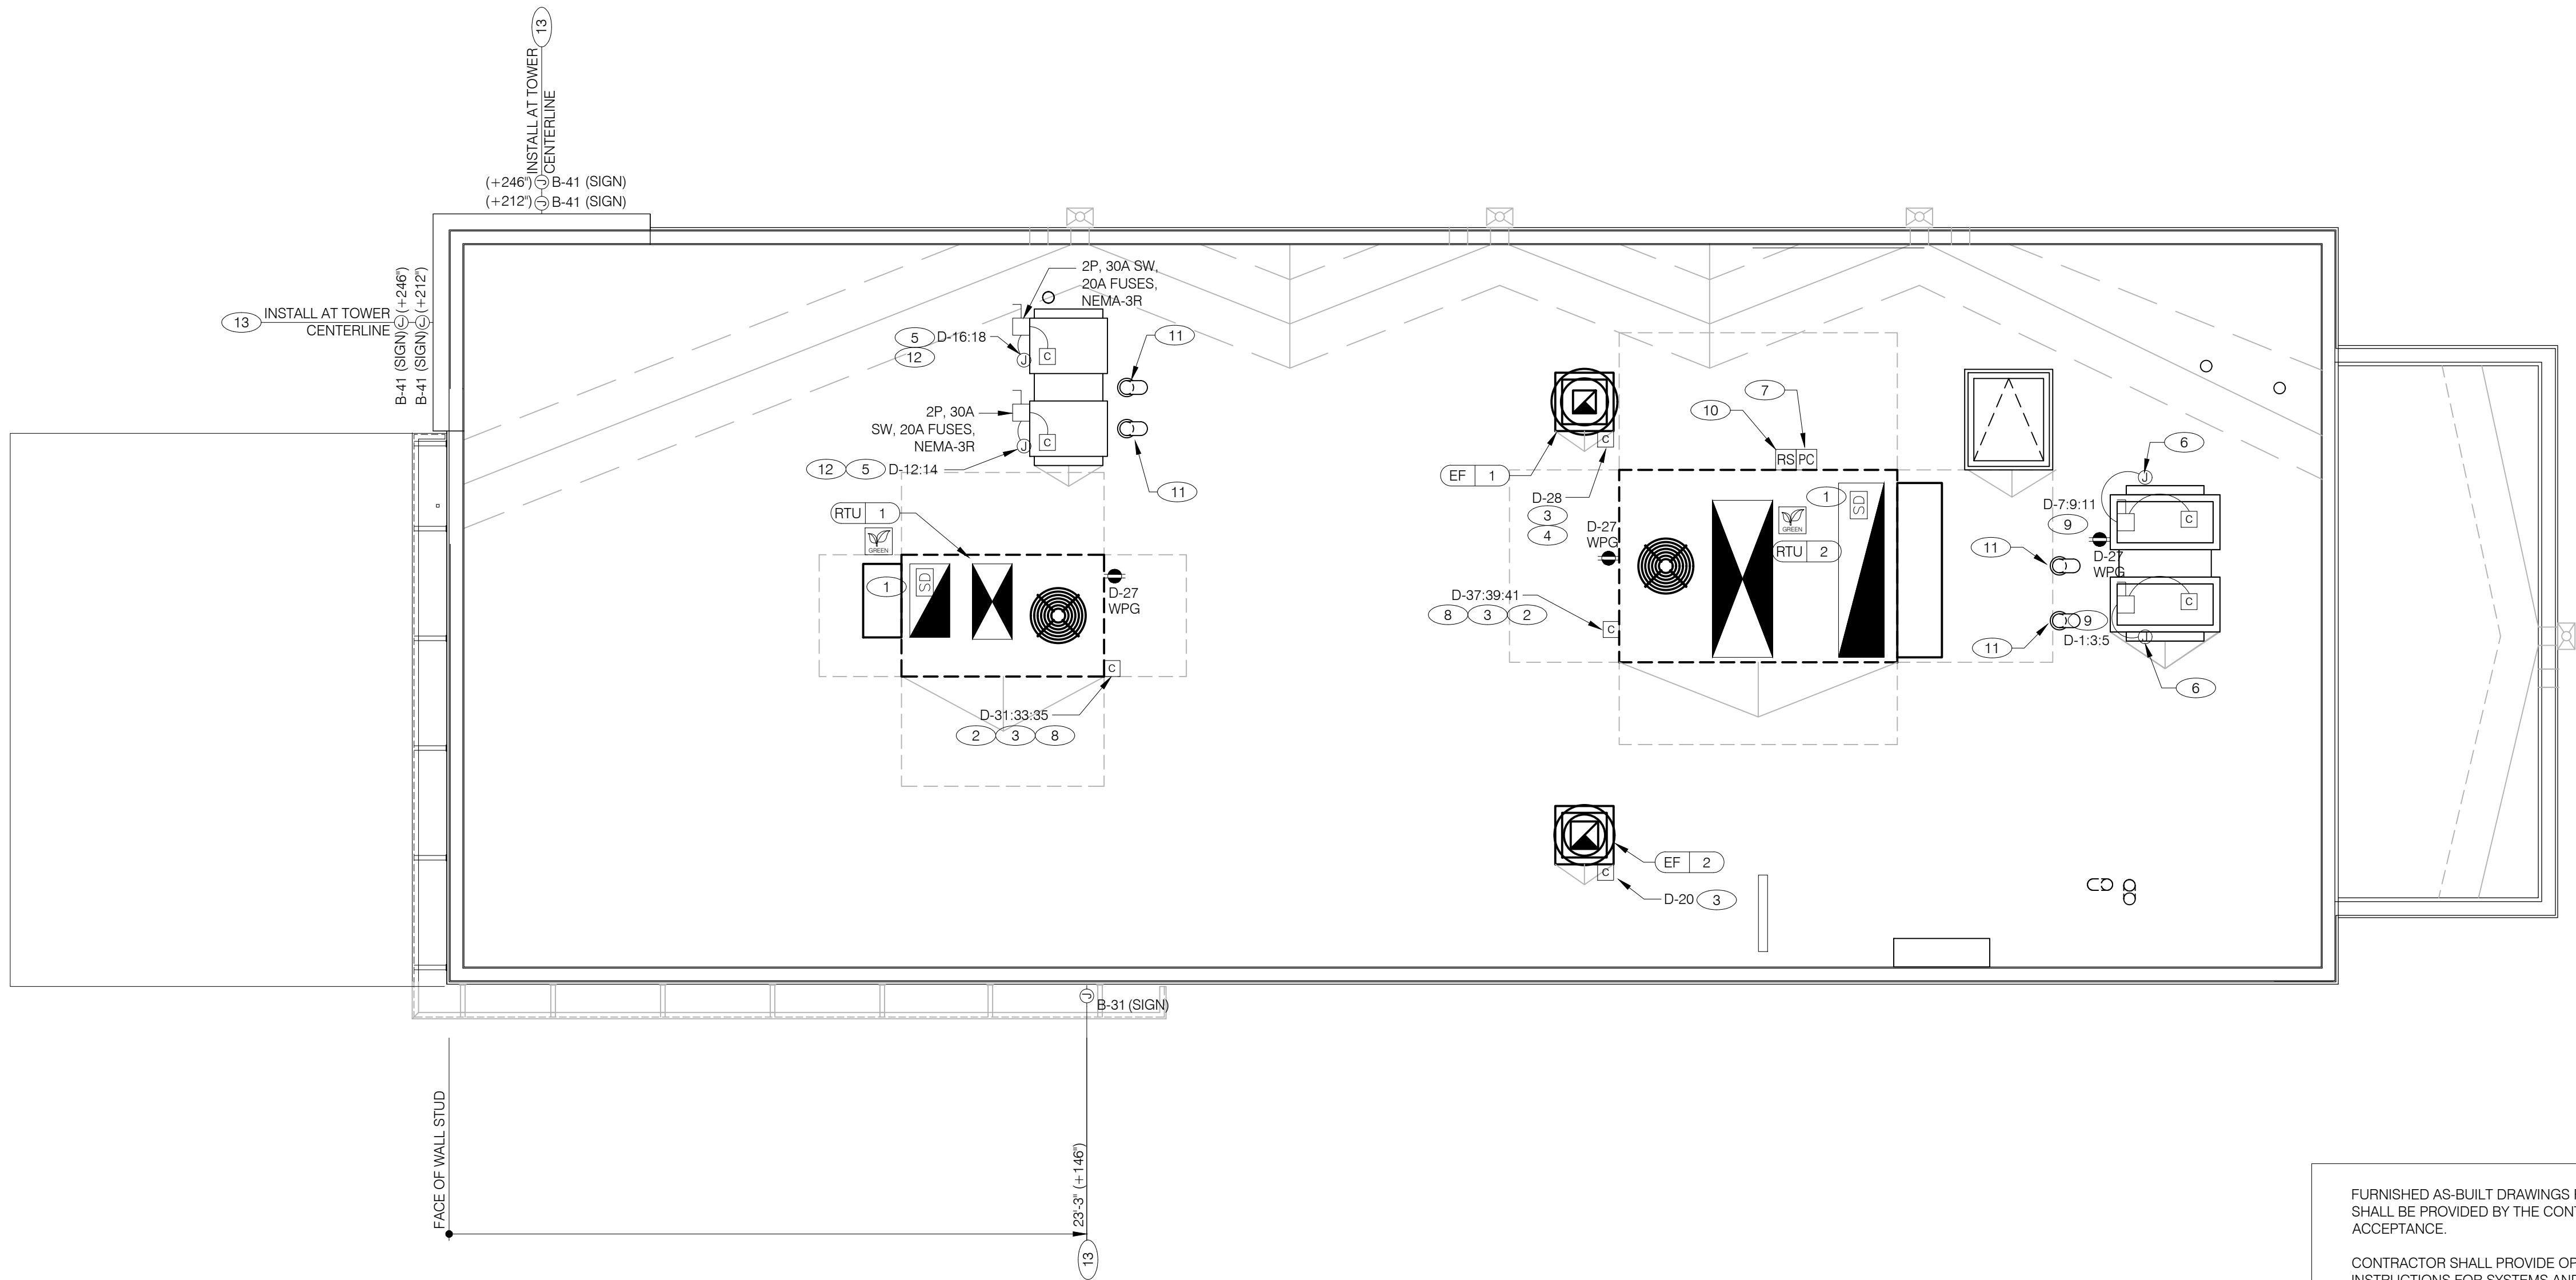 13
INSTALL AT TOWER
CENTERLINE
(+246") J B-41 (SIGN)
(+212") J B-41 (SIGN)
13
INSTALL AT TOWER
CENTERLINE
B-41 (SIGN) J (+246")
B-41 (SIGN) J (+212")
2P, 30A SW,
20A FUSES,
NEMA-3R
5 D-16:18
12
J
C
11
2P, 30A
SW, 20A FUSES,
NEMA-3R
J
C
12 5 D-12:14
11
RTU 1
GREEN
1
SD
D-27
WPG
C
D-31:33:35
2 3 8
EF 1
C
D-28
3
4
D-27
WPG
7
10
RS PC
1
SD
GREEN
RTU 2
D-37:39:41
8 3 2
C
6
J
D-7:9:11
9
C
D-27
WPG
11
C
9
D-1:3:5
J
11
6
EF 2
C
D-20 3
J
B-31 (SIGN)
FACE OF WALL STUD
23'-3" (+146")
13
FURNISHED AS-BUILT DRAWINGS
SHALL BE PROVIDED BY THE
ACCEPTANCE.
CONTRACTOR SHALL PROVIDE
INSTRUCTIONS FOR SYSTEMS